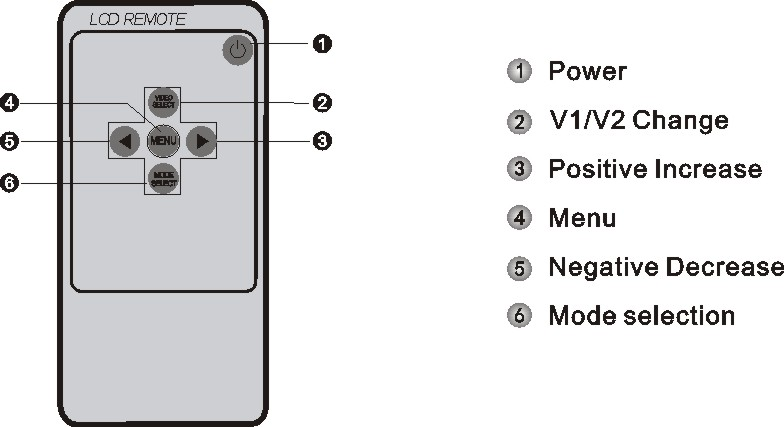 LCD REMOTE
1
VIDEO
SELECT
4
2
5
MENU
3
MODE
SELECT
6
1 Power
2 V1/V2 Change
3 Positive Increase
4 Menu
5 Negative Decrease
6 Mode selection